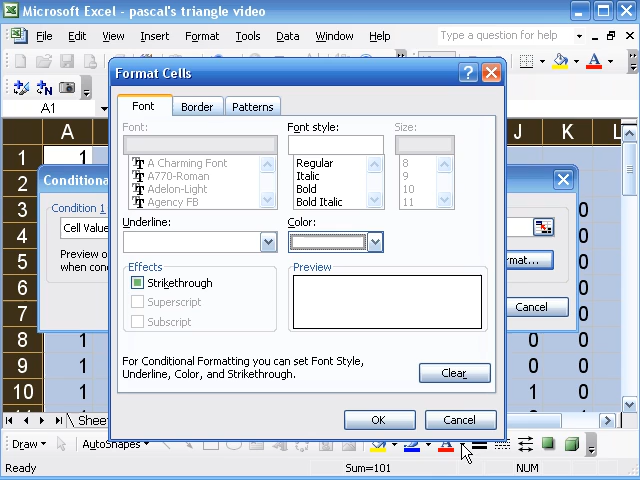 Microsoft Excel - pascal's triangle video
File Edit View Insert Format Tools Data Window Help
Type a question for help
A1
Format Cells
Font Border Patterns
Font:
Font style:
Size:
A Charming Font
A770-Roman
Adelon-Light
Agency FB
Regular
Italic
Bold
Bold Italic
8
9
10
11
Underline:
Color:
Effects
Strikethrough
Superscript
Subscript
Preview
For Conditional Formatting you can set Font Style,
Underline, Color, and Strikethrough.
Clear
OK Cancel
A J K L
1 1
2
3 0
4 0
5 0
6 0
7 0
8 1 0 0
9 1 0 0
10 1 1 0
Conditiona
Condition 1
Cell Value
Preview o
when cond
rmat...
Cancel
Sheet
Draw AutoShapes
Ready Sum=101 NUM